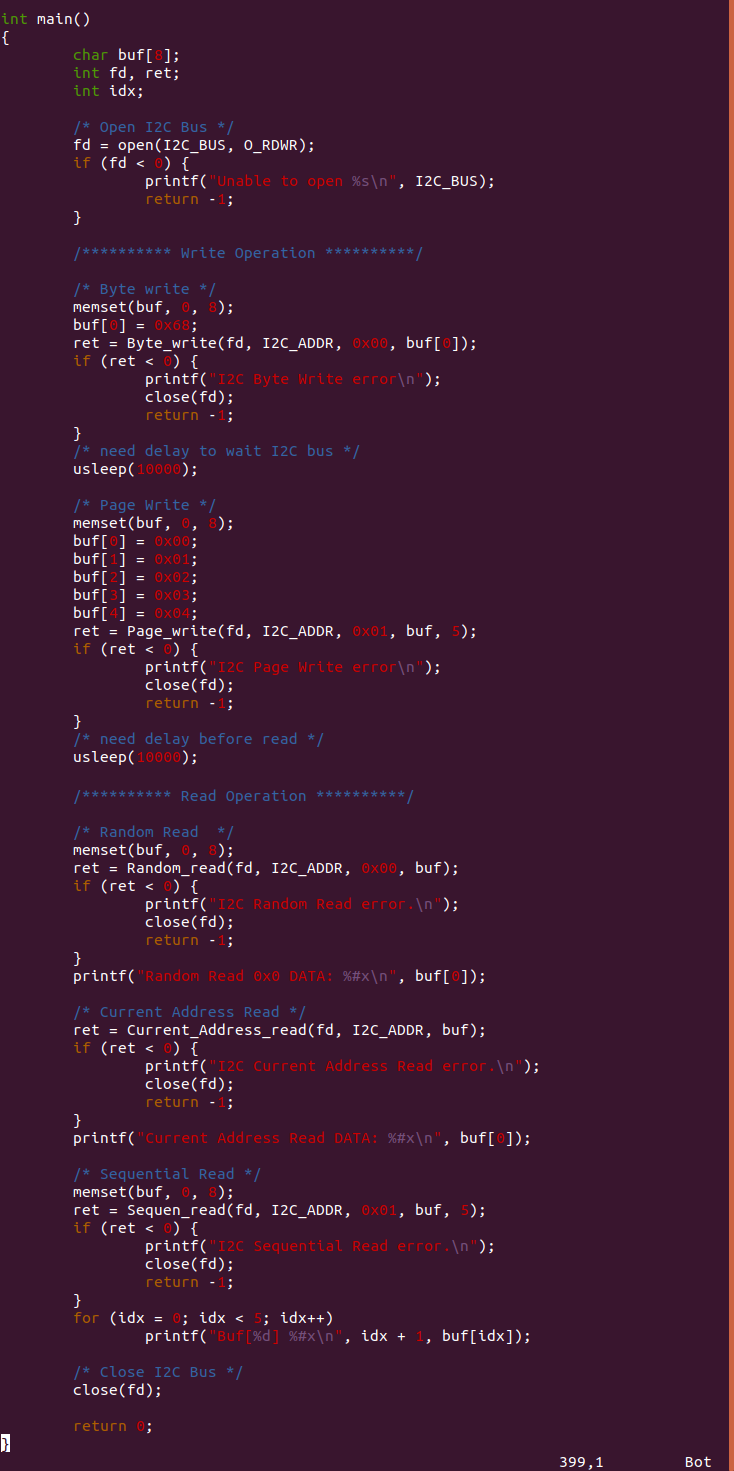 int main()
{
        char buf[8];
        int fd, ret;
        int idx;

        /* Open I2C Bus */
        fd = open(I2C_BUS, O_RDWR);
        if (fd < 0) {
                printf("Unable to open %s\n", I2C_BUS);
                return -1;
        }

        /********** Write Operation **********/

        /* Byte write */
        memset(buf, 0, 8);
        buf[0] = 0x68;
        ret = Byte_write(fd, I2C_ADDR, 0x00, buf[0]);
        if (ret < 0) {
                printf("I2C Byte Write error\n");
                close(fd);
                return -1;
        }
        /* need delay to wait I2C bus */
        usleep(10000);

        /* Page Write */
        memset(buf, 0, 8);
        buf[0] = 0x00;
        buf[1] = 0x01;
        buf[2] = 0x02;
        buf[3] = 0x03;
        buf[4] = 0x04;
        ret = Page_write(fd, I2C_ADDR, 0x01, buf, 5);
        if (ret < 0) {
                printf("I2C Page Write error\n");
                close(fd);
                return -1;
        }
        /* need delay before read */
        usleep(10000);

        /********** Read Operation **********/

        /* Random Read  */
        memset(buf, 0, 8);
        ret = Random_read(fd, I2C_ADDR, 0x00, buf);
        if (ret < 0) {
                printf("I2C Random Read error.\n");
                close(fd);
                return -1;
        }
        printf("Random Read 0x0 DATA: %#x\n", buf[0]);

        /* Current Address Read */
        ret = Current_Address_read(fd, I2C_ADDR, buf);
        if (ret < 0) {
                printf("I2C Current Address Read error.\n");
                close(fd);
                return -1;
        }
        printf("Current Address Read DATA: %#x\n", buf[0]);

        /* Sequential Read */
        memset(buf, 0, 8);
        ret = Sequen_read(fd, I2C_ADDR, 0x01, buf, 5);
        if (ret < 0) {
                printf("I2C Sequential Read error.\n");
                close(fd);
                return -1;
        }
        for (idx = 0; idx < 5; idx++)
                printf("Buf[%d] %#x\n", idx + 1, buf[idx]);

        /* Close I2C Bus */
        close(fd);

        return 0;
}
399,1 Bot